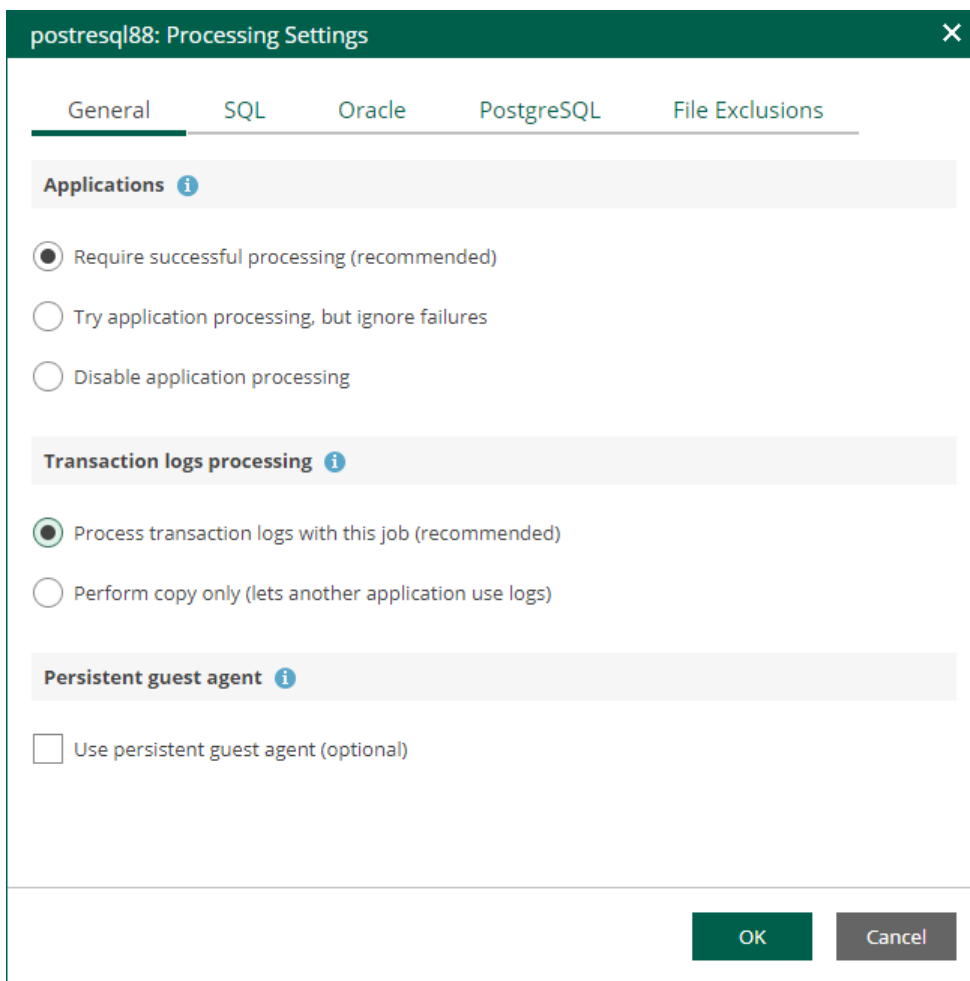 postresql88: Processing Settings
General SQL Oracle PostgreSQL File Exclusions
Applications
Require successful processing (recommended)
Try application processing, but ignore failures
Disable application processing
Transaction logs processing
Process transaction logs with this job (recommended)
Perform copy only (lets another application use logs)
Persistent guest agent
Use persistent guest agent (optional)
OK Cancel